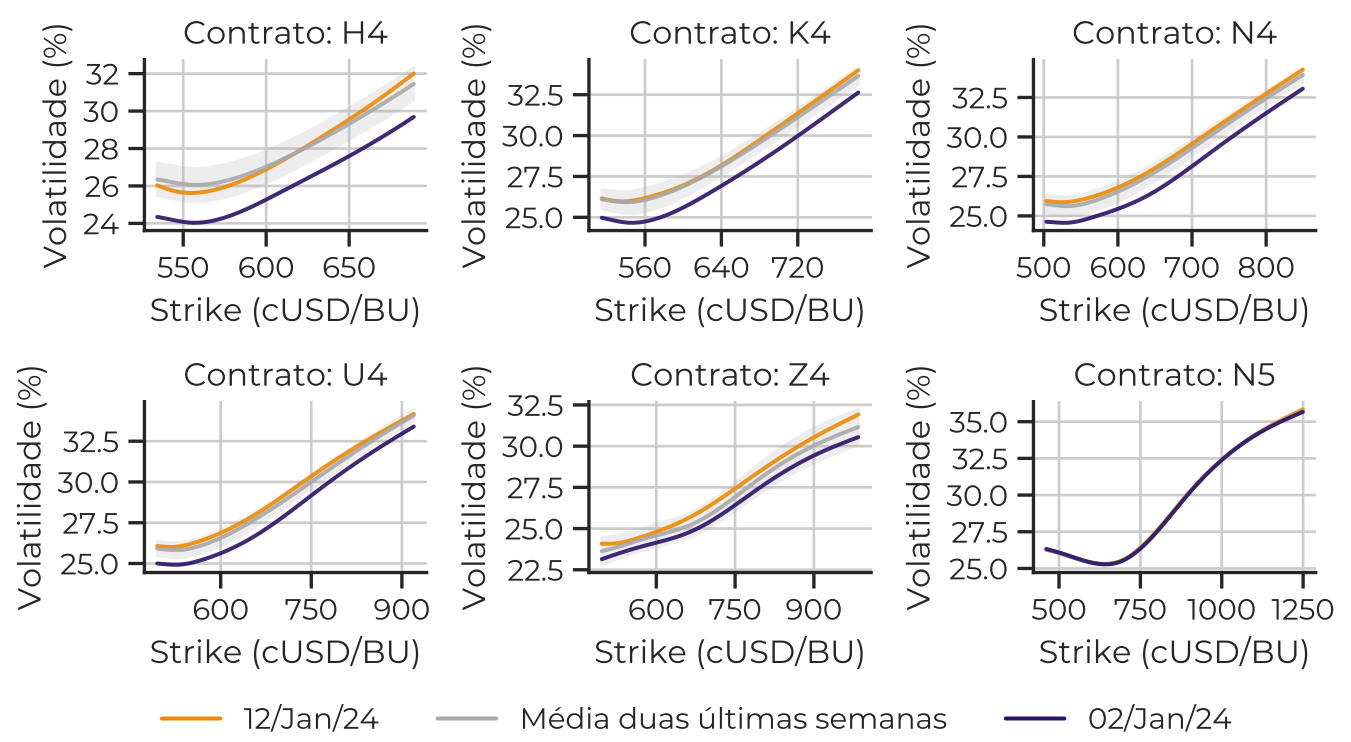 Contrato: H4
Volatilidade (%)
32
30
28
26
24
550 600 650
Strike (cUSD/BU)
Contrato: K4
Volatilidade (%)
32.5
30.0
27.5
25.0
560 640 720
Strike (cUSD/BU)
Contrato: N4
Volatilidade (%)
32.5
30.0
27.5
25.0
500 600 700 800
Strike (cUSD/BU)
Contrato: U4
Volatilidade (%)
32.5
30.0
27.5
25.0
600 750 900
Strike (cUSD/BU)
Contrato: Z4
Volatilidade (%)
32.5
30.0
27.5
25.0
22.5
600 750 900
Strike (cUSD/BU)
Contrato: N5
Volatilidade (%)
35.0
32.5
30.0
27.5
25.0
500 750 1000 1250
Strike (cUSD/BU)
12/Jan/24 Média duas últimas semanas 02/Jan/24